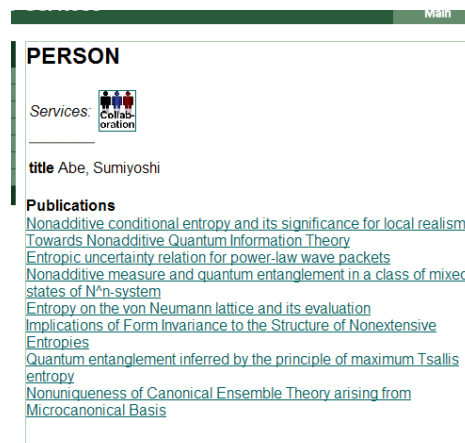 Main
PERSON
Services:
Collab-
oration
title Abe, Sumiyoshi
Publications
Nonadditive conditional entropy and its significance for local realism
Towards Nonadditive Quantum Information Theory
Entropic uncertainty relation for power-law wave packets
Nonadditive measure and quantum entanglement in a class of mixed
states of N^n-system
Entropy on the von Neumann lattice and its evaluation
Implications of Form Invariance to the Structure of Nonextensive
Entropies
Quantum entanglement inferred by the principle of maximum Tsallis
entropy
Nonuniqueness of Canonical Ensemble Theory arising from
Microcanonical Basis